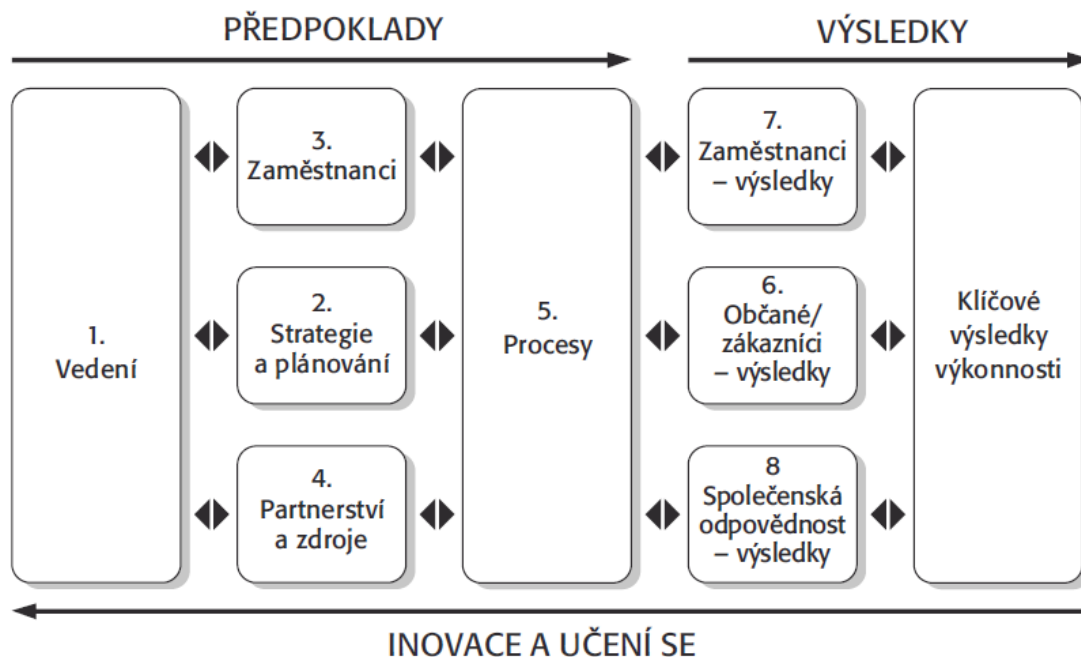 PŘEDPOKLADY
VÝSLEDKY
1.
Vedení
3.
Zaměstnanci
2.
Strategie
a plánování
4.
Partnerství
a zdroje
5.
Procesy
7.
Zaměstnanci
– výsledky
6.
Občané/
zákazníci
– výsledky
8
Společenská
odpovědnost
– výsledky
Klíčové
výsledky
výkonnosti
INOVACE A UČENÍ SE